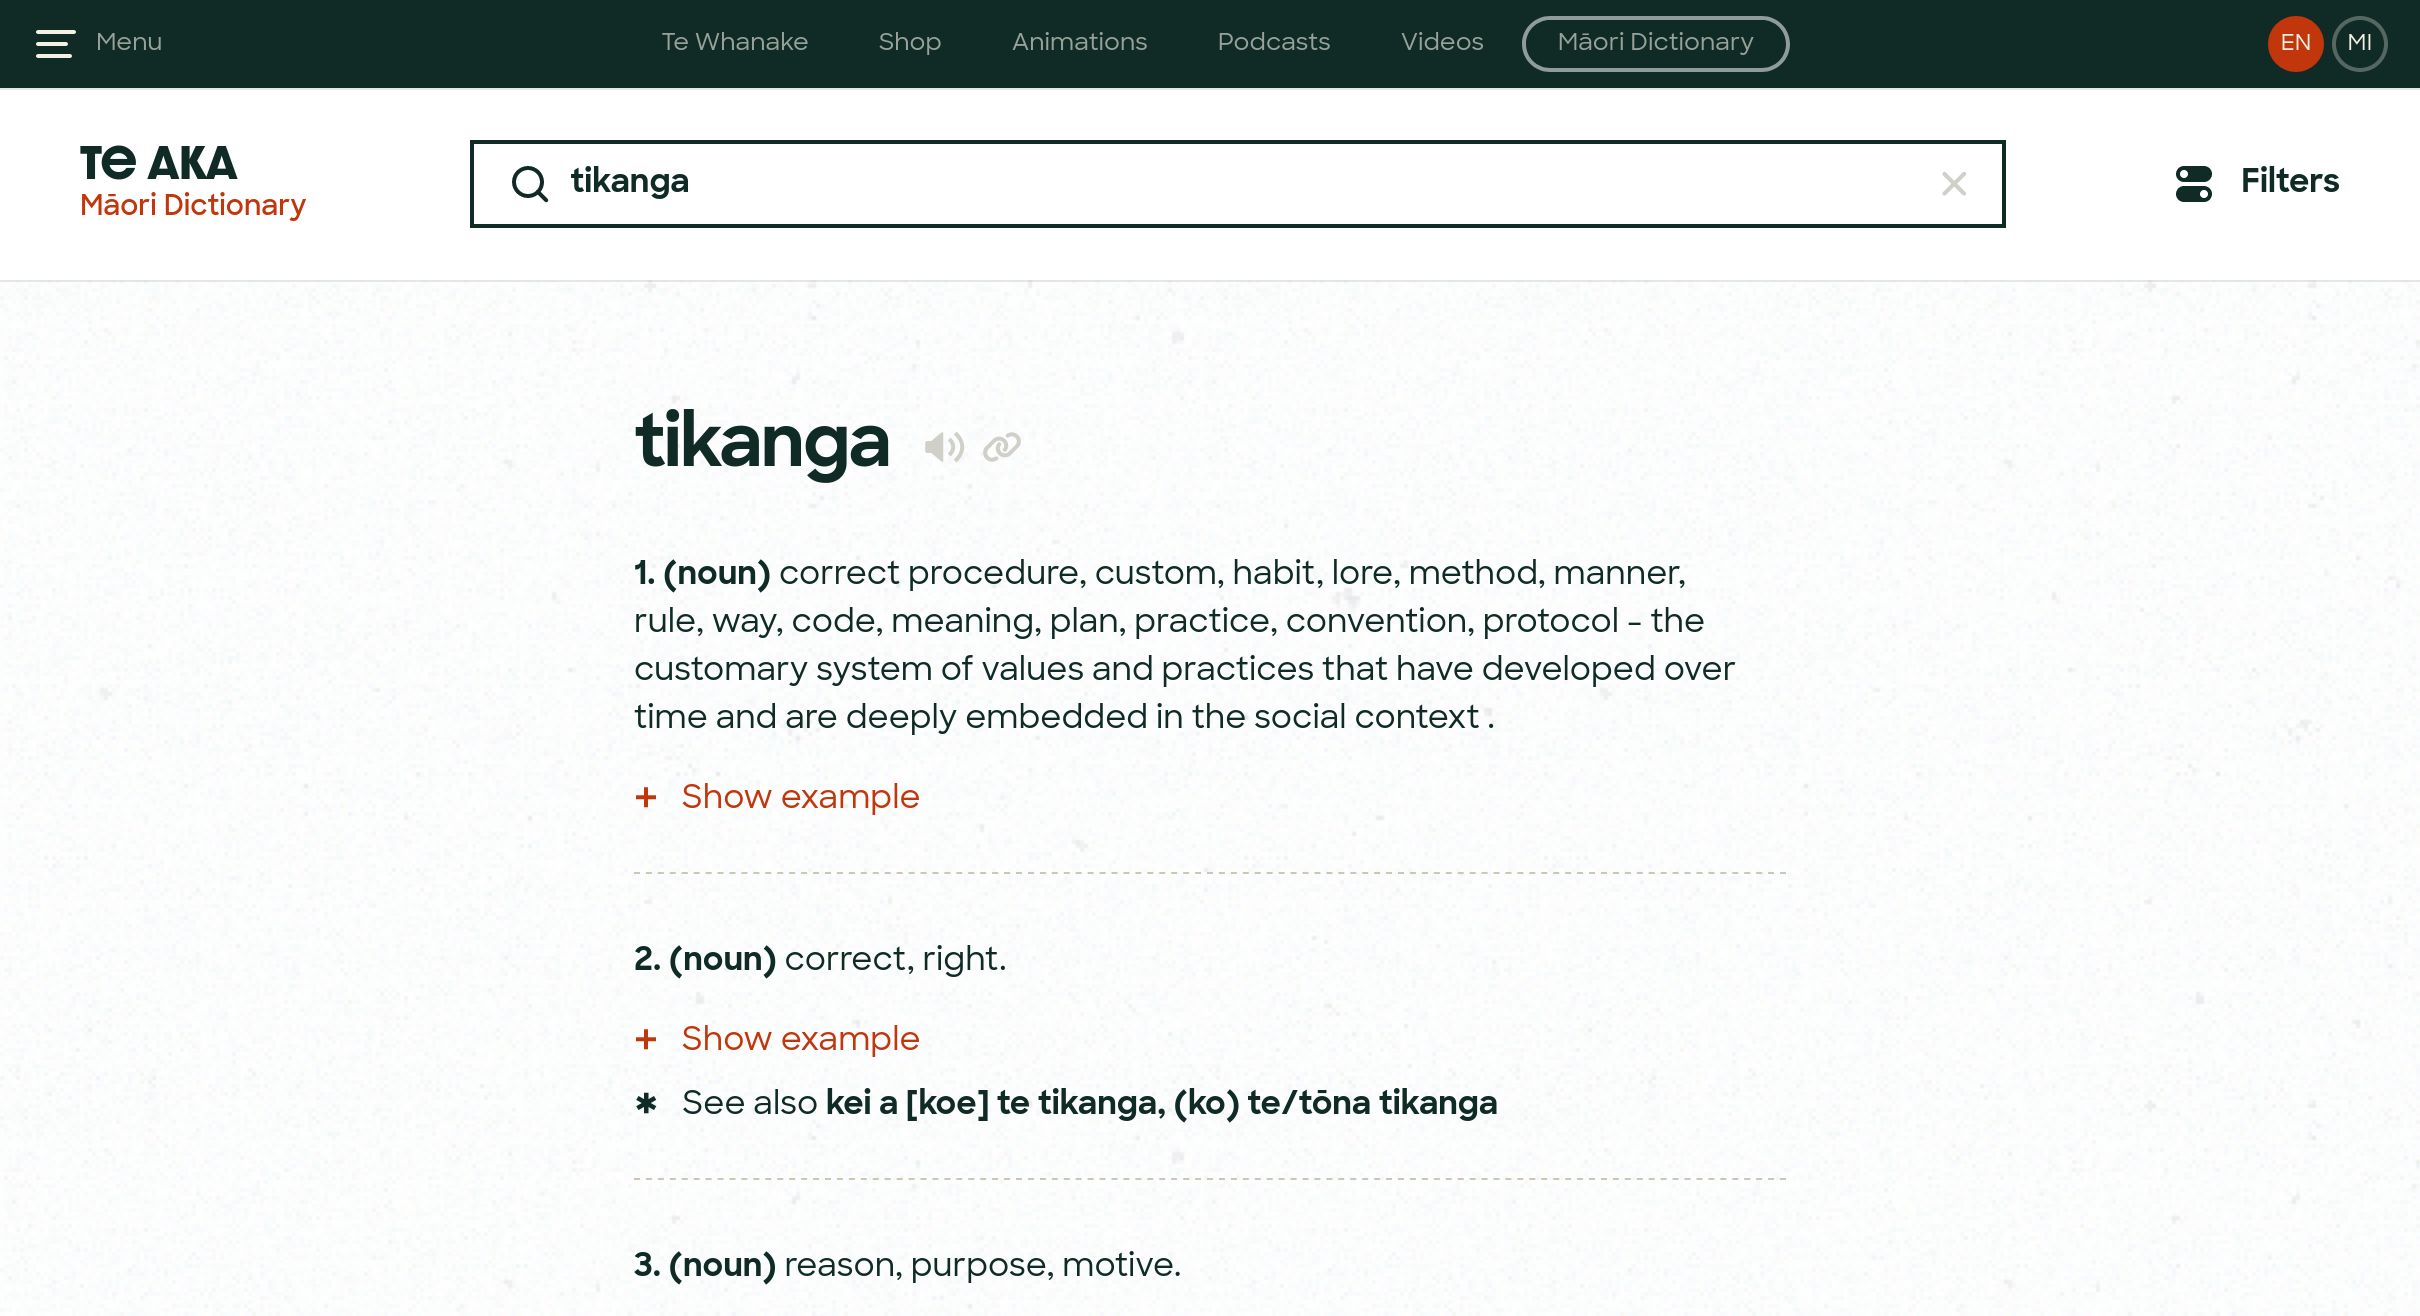 Menu
Te Whanake
Shop
Animations
Podcasts
Videos
Māori Dictionary
EN
MI
Te AKA
Māori Dictionary
tikanga
Filters
tikanga
1. (noun) correct procedure, custom, habit, lore, method, manner,
rule, way, code, meaning, plan, practice, convention, protocol - the
customary system of values and practices that have developed over
time and are deeply embedded in the social context .
+ Show example
2. (noun) correct, right.
+ Show example
* See also kei a [koe] te tikanga, (ko) te/tōna tikanga
3. (noun) reason, purpose, motive.